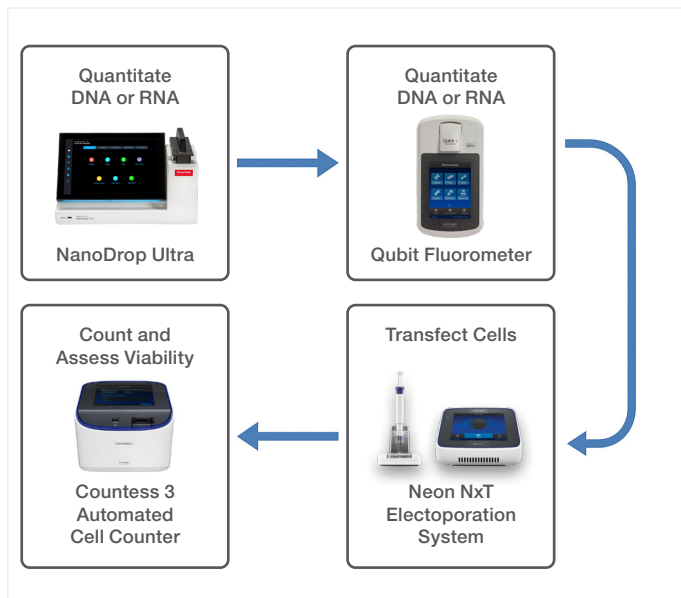 Quantitate
DNA or RNA
NanoDrop Ultra
Quantitate
DNA or RNA
Qubit
Qubit Fluorometer
Transfect Cells
Neon NxT
Electoporation
System
Count and
Assess Viability
Countess 3
Automated
Cell Counter